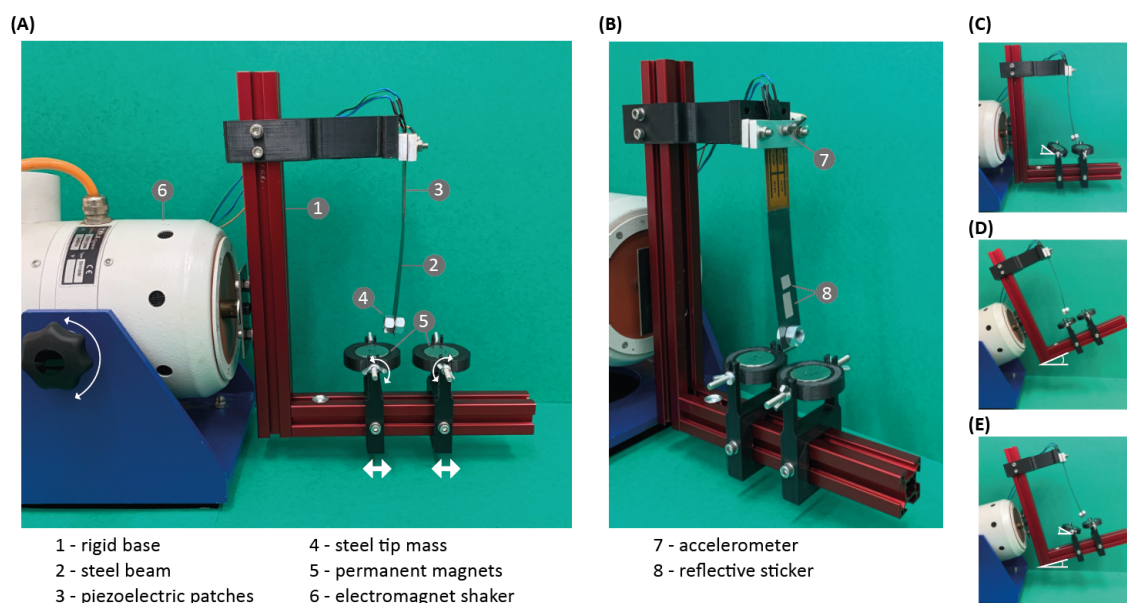 (A)
(B)
(C)
(D)
(E)
1
2
3
4
5
6
7
8
CE
1 - rigid base
2 - steel beam
3 - piezoelectric patches
4 - steel tip mass
5 - permanent magnets
6 - electromagnet shaker
7 - accelerometer
8 - reflective sticker